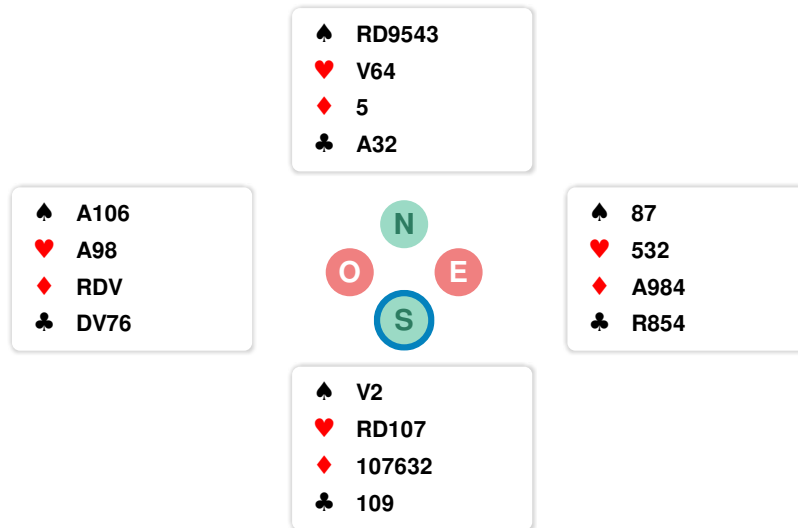 ♠ RD9543
♥ V64
♦ 5
♣ A32
♠ A106
♥ A98
♦ RDV
♣ DV76
N
O E
S
♠ 87
♥ 532
♦ A984
♣ R854
♠ V2
♥ RD107
♦ 107632
♣ 109